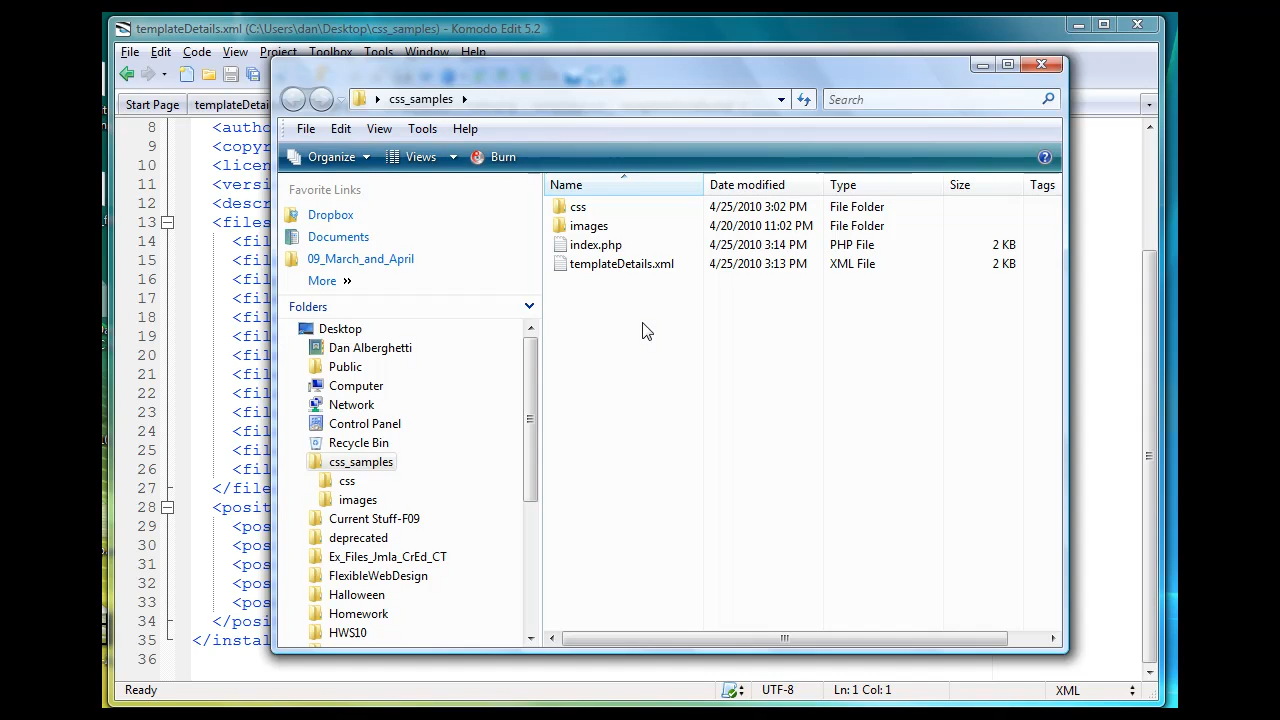 templateDetails.xml (C:\Users\dan\Desktop\css_samples) - Komodo Edit 5.2
File Edit Code View Project Toolbox Tools Window Help
Start Page templateDetai
css_samples
Search
File Edit View Tools Help
Organize Views Burn
Favorite Links
Dropbox
Documents
09_March_and_April
More »
Folders
Desktop
Dan Alberghetti
Public
Computer
Network
Control Panel
Recycle Bin
css_samples
css
images
Current Stuff-F09
deprecated
Ex_Files_Jmla_CrEd_CT
FlexibleWebDesign
Halloween
Homework
HWS10
Name Date modified Type Size Tags
css 4/25/2010 3:02 PM File Folder
images 4/20/2010 11:02 PM File Folder
index.php 4/25/2010 3:14 PM PHP File 2 KB
templateDetails.xml 4/25/2010 3:13 PM XML File 2 KB
8 <autho
9 <copyr
10 <licen
11 <versi
12 <descr
13 <files
14 <fil
15 <fil
16 <fil
17 <fil
18 <fil
19 <fil
20 <fil
21 <fil
22 <fil
23 <fil
24 <fil
25 <fil
26 <fil
27 </file
28 <posit
29 <pos
30 <pos
31 <pos
32 <pos
33 <pos
34 </posi
35 </instal
36
Ready UTF-8 Ln: 1 Col: 1 XML